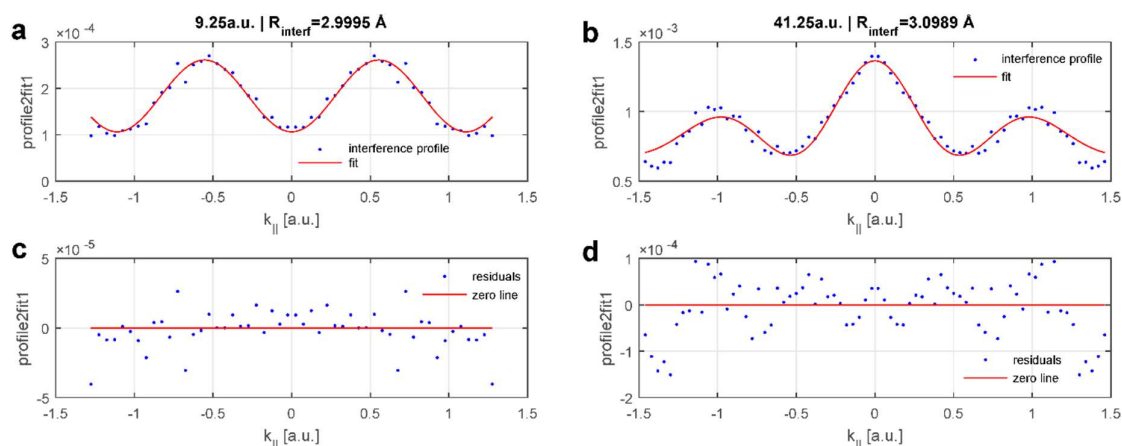 a
9.25a.u. | R_interf=2.9995 Å
×10⁻⁴
profile2fit1
4
3
2
1
0
interference profile
fit
-1.5 -1 -0.5 0 0.5 1 1.5
k_|| [a.u.]
b
41.25a.u. | R_interf=3.0989 Å
×10⁻³
profile2fit1
1.5
1
0.5
interference profile
fit
-1.5 -1 -0.5 0 0.5 1 1.5
k_|| [a.u.]
c
×10⁻⁵
profile2fit1
5
0
-5
residuals
zero line
-1.5 -1 -0.5 0 0.5 1 1.5
k_|| [a.u.]
d
×10⁻⁴
profile2fit1
1
0
-1
-2
residuals
zero line
-1.5 -1 -0.5 0 0.5 1 1.5
k_|| [a.u.]